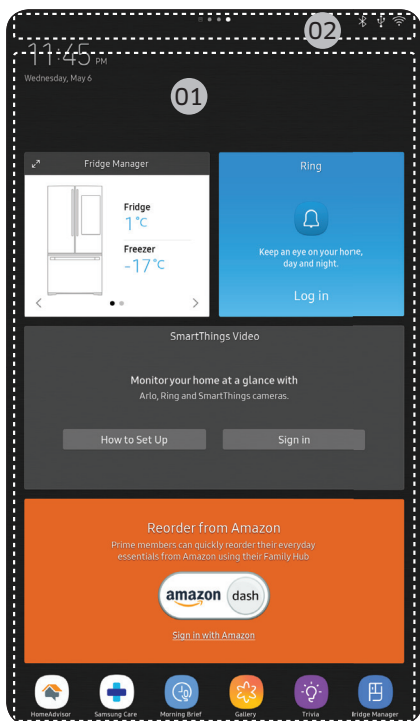 02
11:45 PM
Wednesday, May 6
01
Fridge Manager
Fridge
1°C
Freezer
-17°C
Ring
Keep an eye on your home,
day and night.
Log in
SmartThings Video
Monitor your home at a glance with
Arlo, Ring and SmartThings cameras.
How to Set Up
Sign in
Reorder from Amazon
Prime members can quickly reorder their everyday
essentials from Amazon using their Family Hub
amazon dash
Sign in with Amazon
HomeAdvisor
Samsung Care
Morning Brief
Gallery
Trivia
Fridge Manager